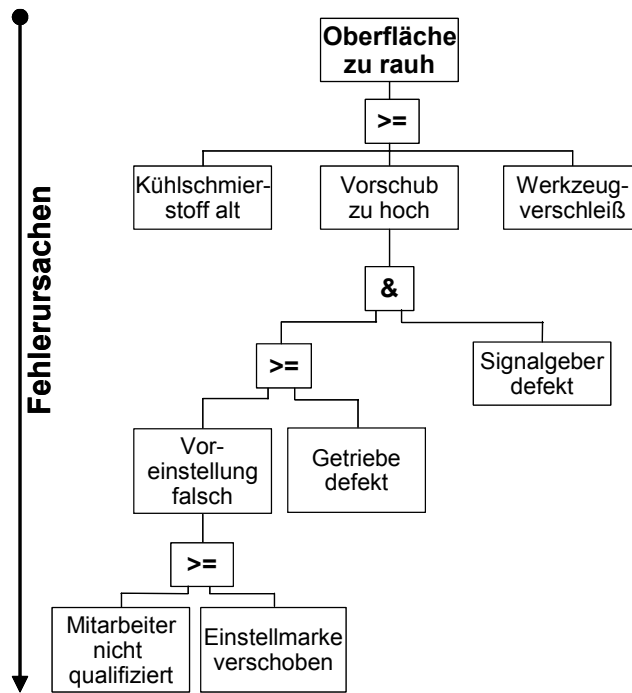 Oberfläche
zu rauh
>=
Kühlschmier-
stoff alt
Vorschub
zu hoch
Werkzeug-
verschleiß
&
>=
Signalgeber
defekt
Vor-
einstellung
falsch
Getriebe
defekt
>=
Mitarbeiter
nicht
qualifiziert
Einstellmarke
verschoben
Fehlerursachen